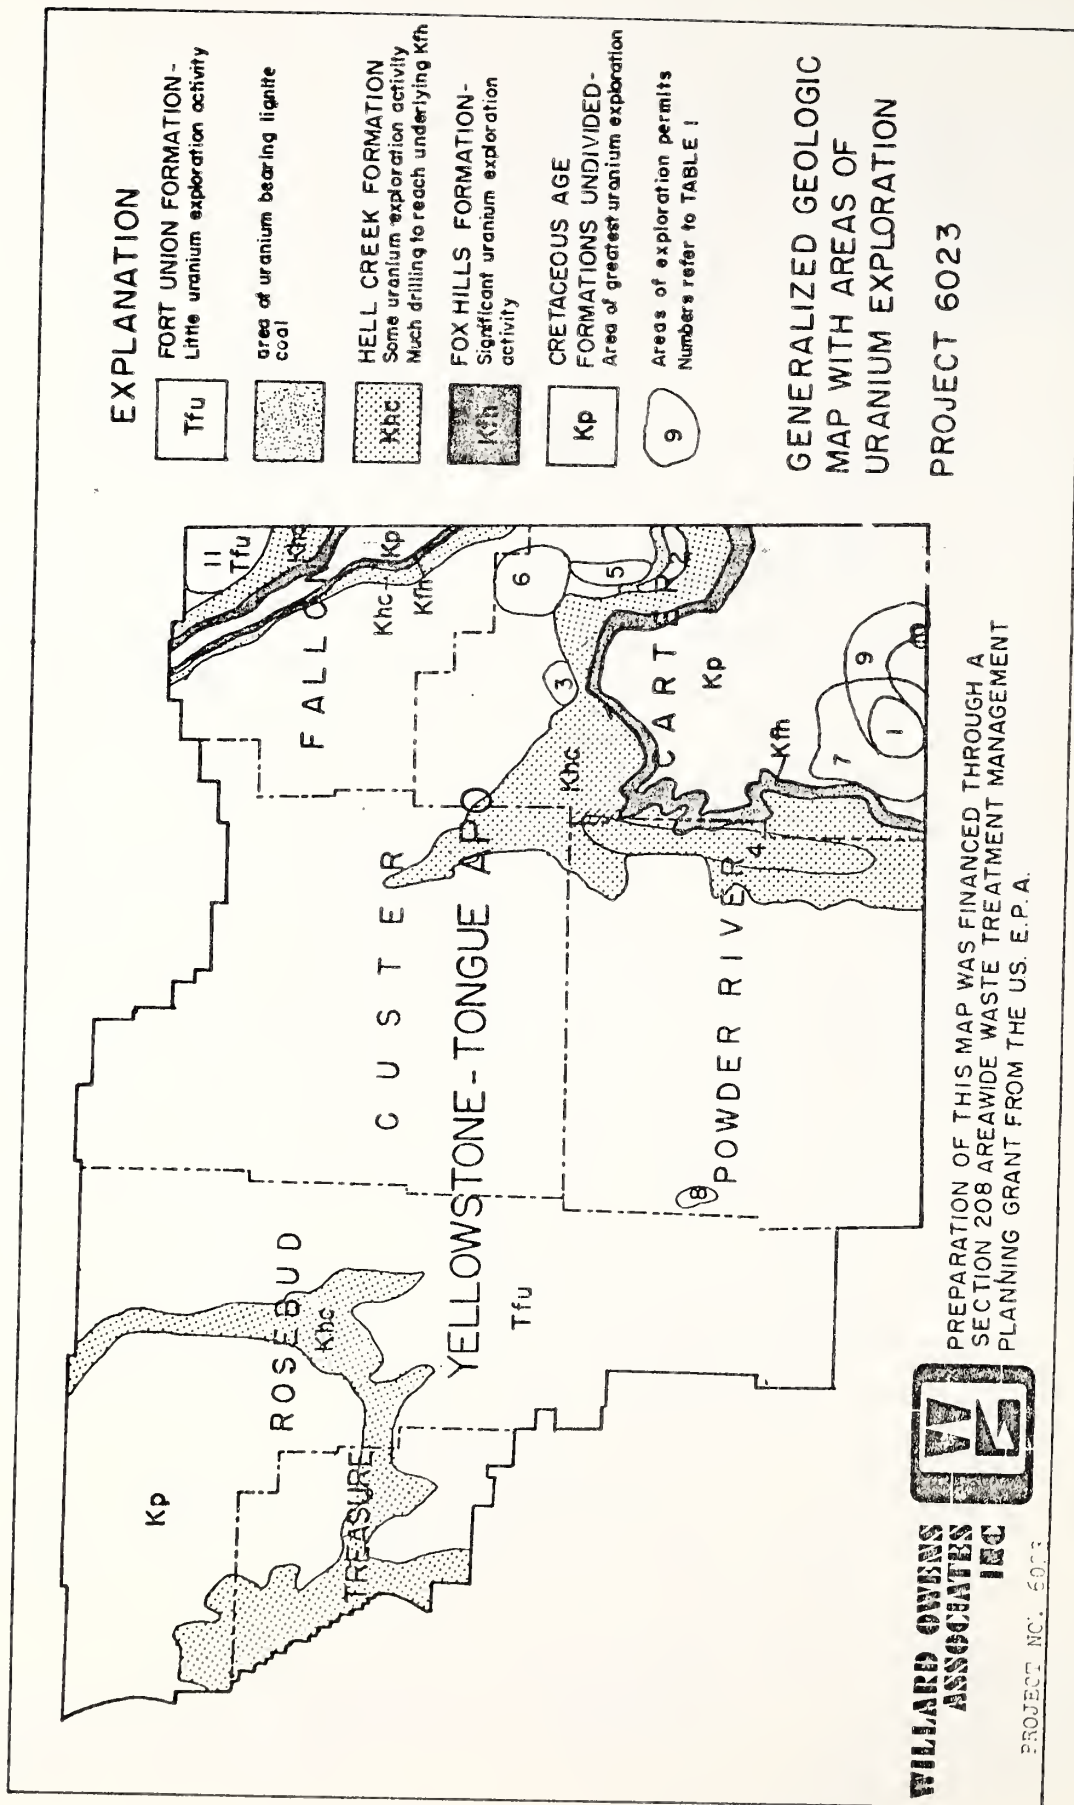 EXPLANATION
Tfu
FORT UNION FORMATION-
Little uranium exploration activity
area of uranium bearing lignite
coal
Khc
HELL CREEK FORMATION
Some uranium exploration activity
Much drilling to reach underlying Kfh
Kfh
FOX HILLS FORMATION-
Significant uranium exploration
activity
Kp
CRETACEOUS AGE
FORMATIONS UNDIVIDED-
Area of greatest uranium exploration
9
Areas of exploration permits
Numbers refer to TABLE I
GENERALIZED GEOLOGIC
MAP WITH AREAS OF
URANIUM EXPLORATION
PROJECT 6023
Kp
ROSEBUD
Khc
TREASURE
CUSTER
YELLOWSTONE-TONGUE APO
Tfu
FALLON
11
Tfu
Khc
Kp
Khc
Kfh
6
5
2
3
CARTER
Kp
Khc
Kfh
POWDER RIVER
4
8
7
9
1
PREPARATION OF THIS MAP WAS FINANCED THROUGH A
SECTION 208 AREAWIDE WASTE TREATMENT MANAGEMENT
PLANNING GRANT FROM THE U.S. E.P.A.
WILLARD OWENS
ASSOCIATES
INC
PROJECT NO.